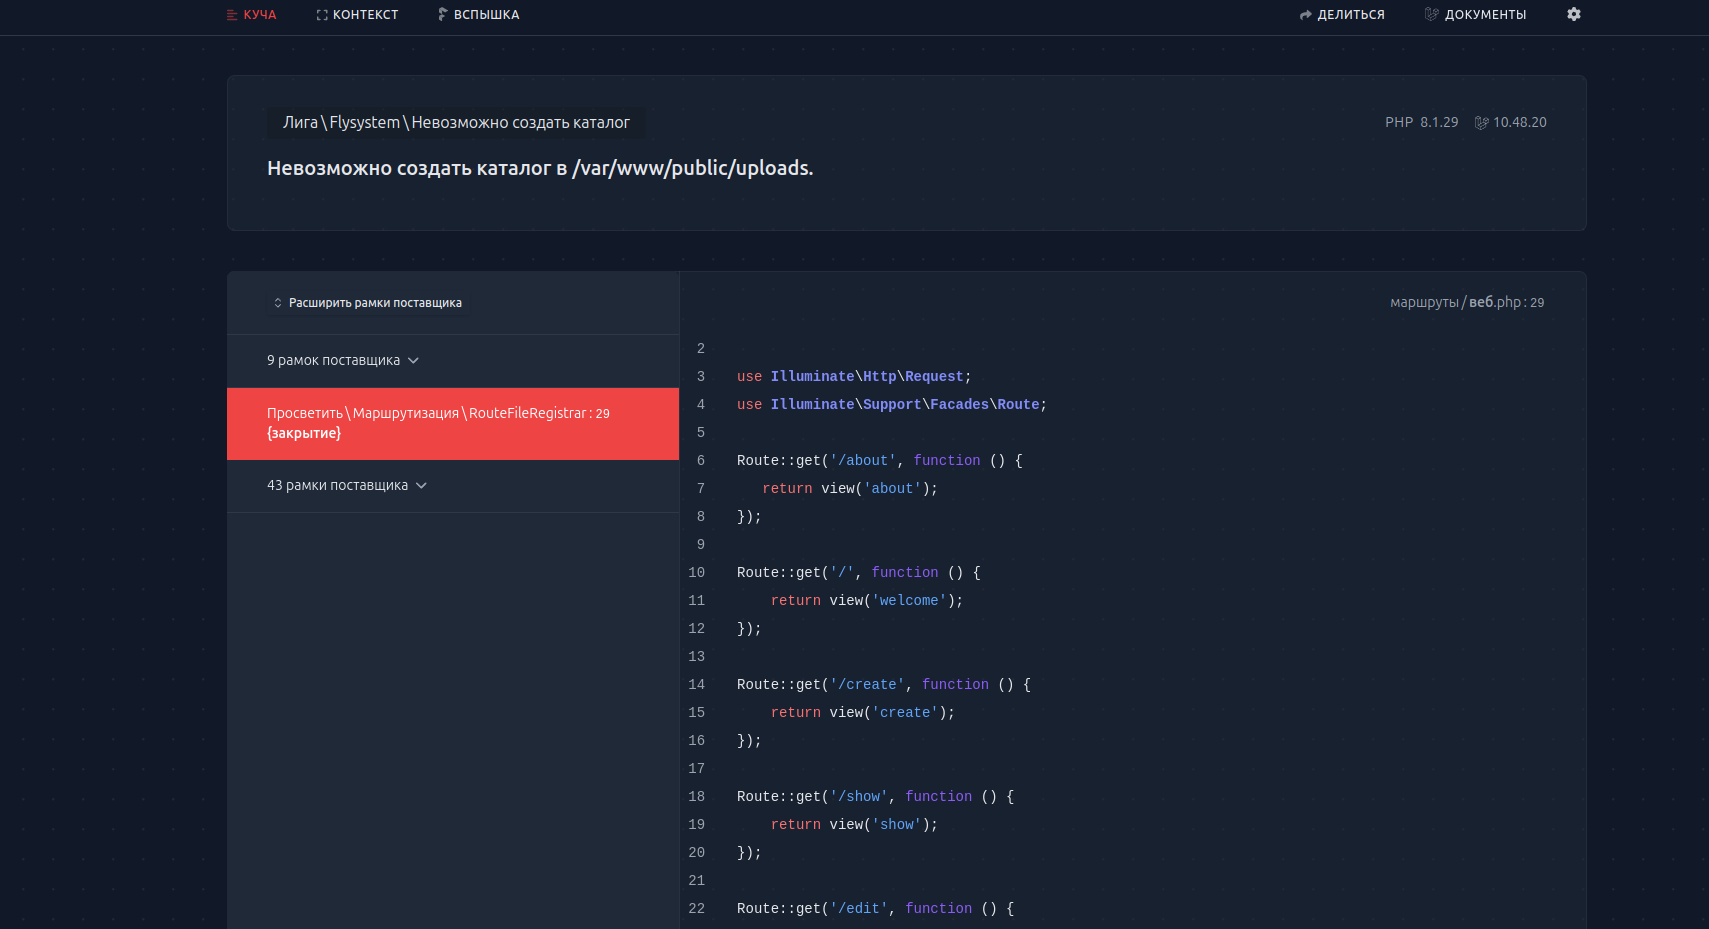 КУЧА КОНТЕКСТ ВСПЫШКА ДЕЛИТЬСЯ ДОКУМЕНТЫ
Лига\Flysystem\Невозможно создать каталог PHP 8.1.29 10.48.20
Невозможно создать каталог в /var/www/public/uploads.
Расширить рамки поставщика
9 рамок поставщика
Просветить\Маршрутизация\RouteFileRegistrar:29
{закрытие}
43 рамки поставщика
маршруты/веб.php:29
2
3 use Illuminate\Http\Request;
4 use Illuminate\Support\Facades\Route;
5
6 Route::get('/about', function () {
7 return view('about');
8 });
9
10 Route::get('/', function () {
11 return view('welcome');
12 });
13
14 Route::get('/create', function () {
15 return view('create');
16 });
17
18 Route::get('/show', function () {
19 return view('show');
20 });
21
22 Route::get('/edit', function () {